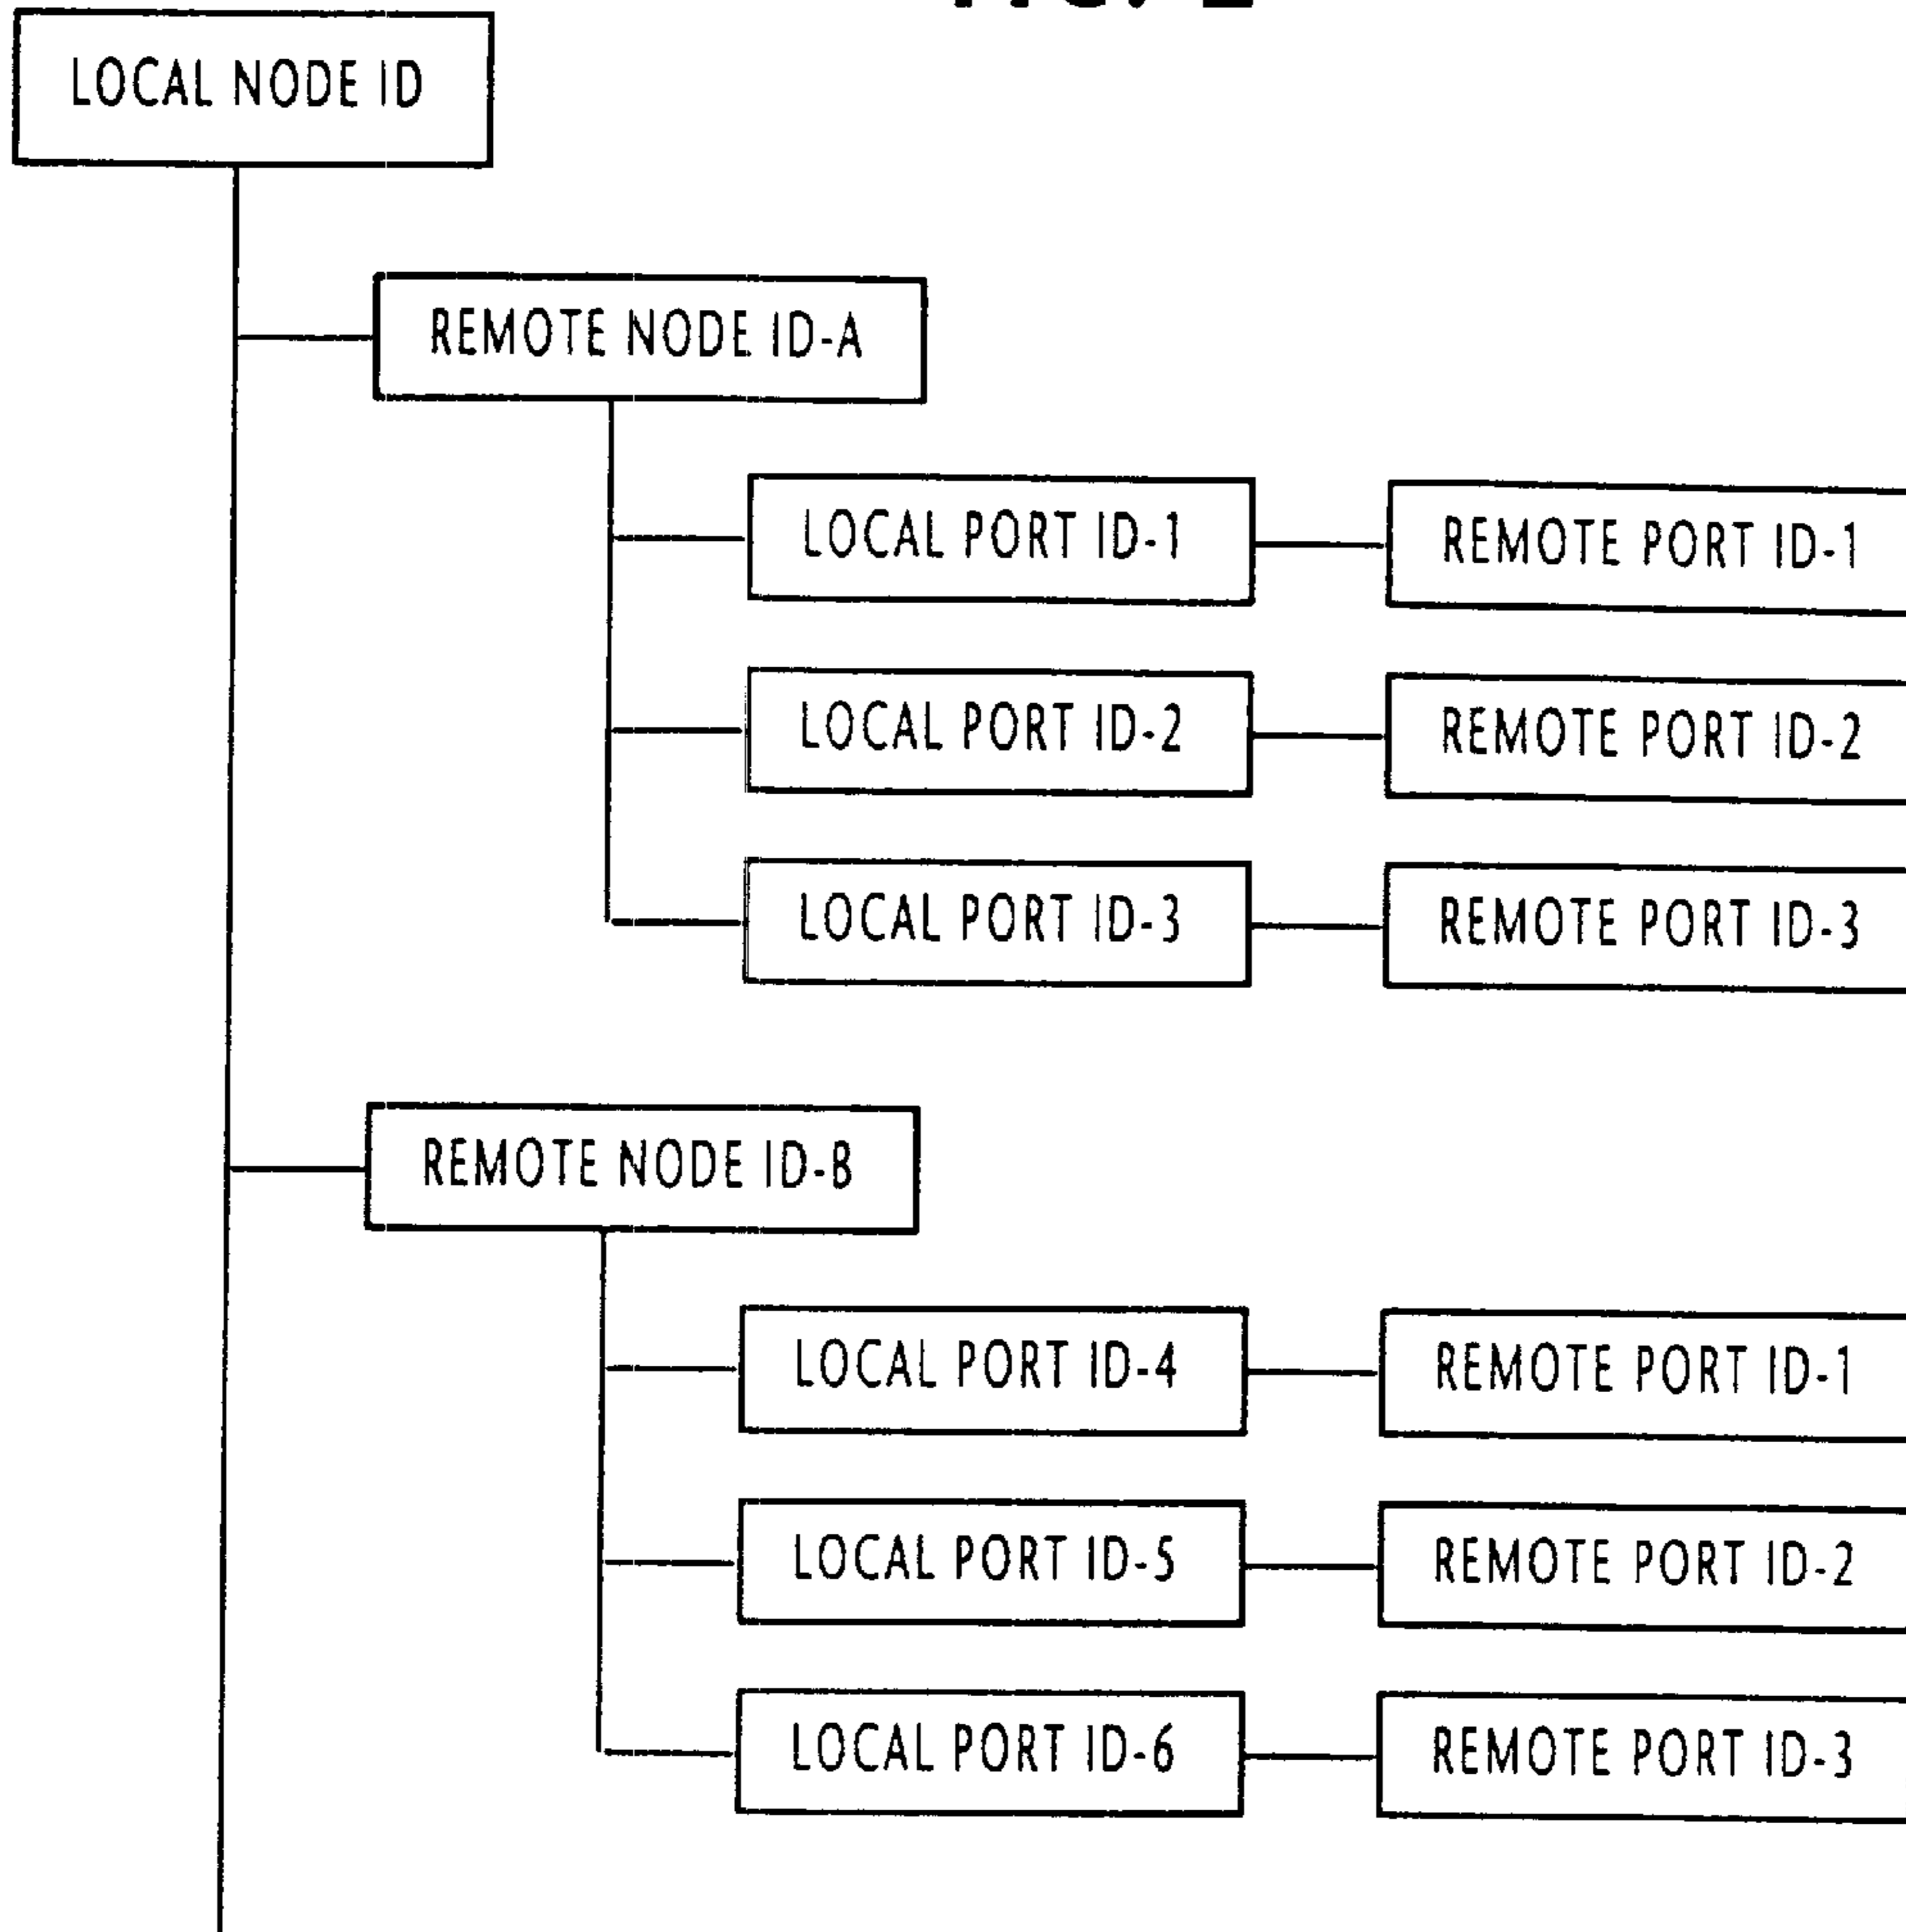 LOCAL NODE ID
REMOTE NODE ID-A
LOCAL PORT ID-1
REMOTE PORT ID-1
LOCAL PORT ID-2
REMOTE PORT ID-2
LOCAL PORT ID-3
REMOTE PORT ID-3
REMOTE NODE ID-B
LOCAL PORT ID-4
REMOTE PORT ID-1
LOCAL PORT ID-5
REMOTE PORT ID-2
LOCAL PORT ID-6
REMOTE PORT ID-3